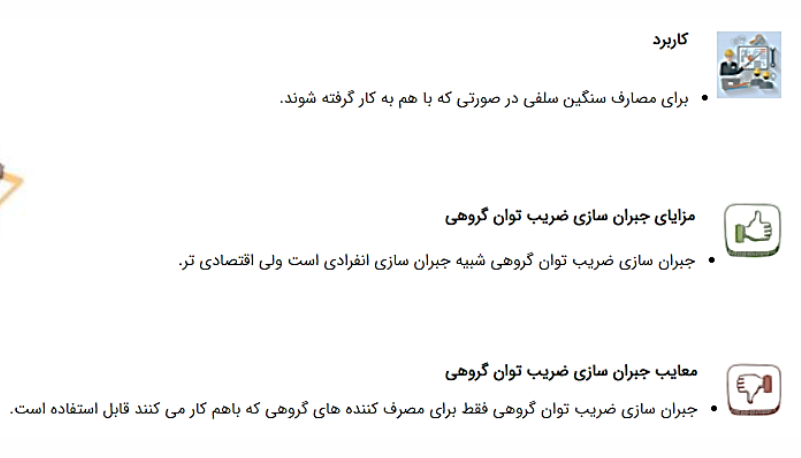 کاربرد
برای مصارف سنگین سلفی در صورتی که با هم به کار گرفته شوند.
مزایای جبران سازی ضریب توان گروهی
جبران سازی ضریب توان گروهی شبیه جبران سازی انفرادی است ولی اقتصادی تر.
معایب جبران سازی ضریب توان گروهی
جبران سازی ضریب توان گروهی فقط برای مصرف کننده های گروهی که باهم کار می کنند قابل استفاده است.